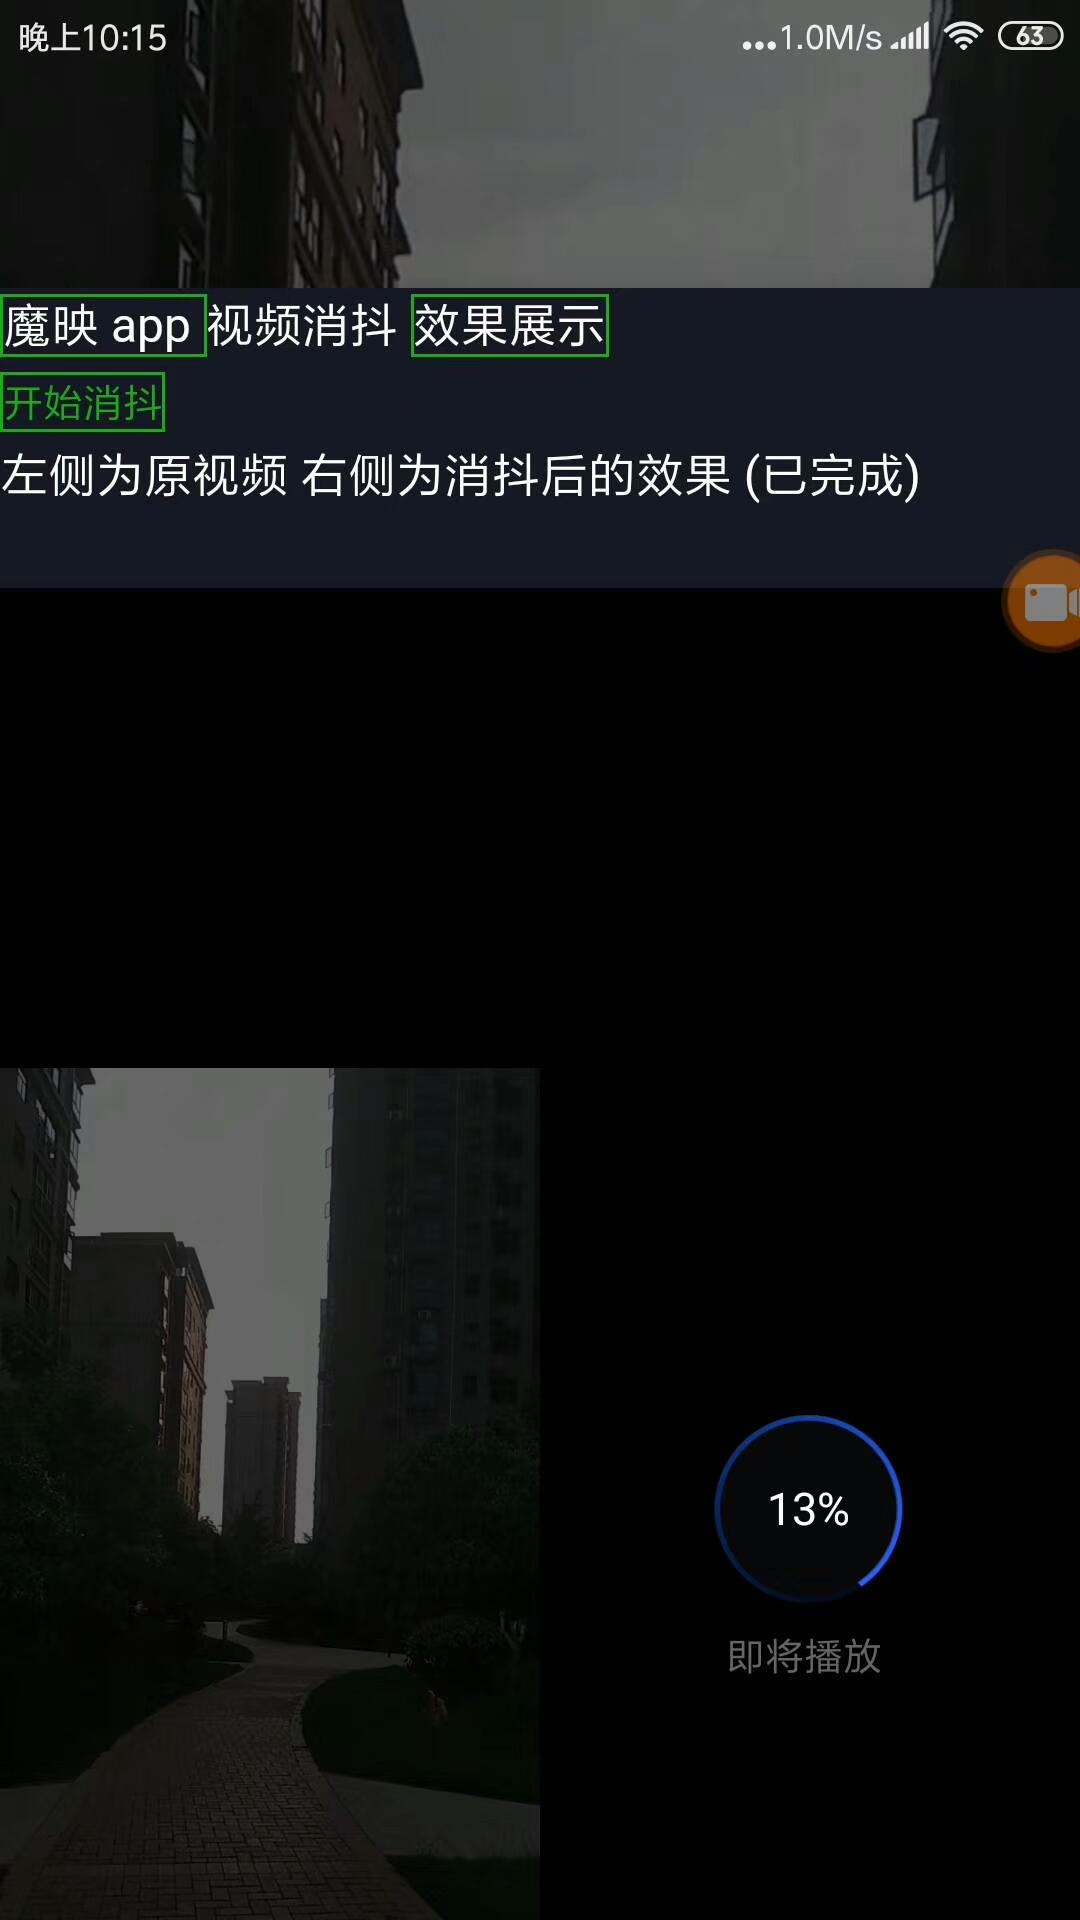 晚上10:15 ...1.0M/s 63
魔映 app 视频消抖 效果展示
开始消抖
左侧为原视频 右侧为消抖后的效果 (已完成)
13%
即将播放